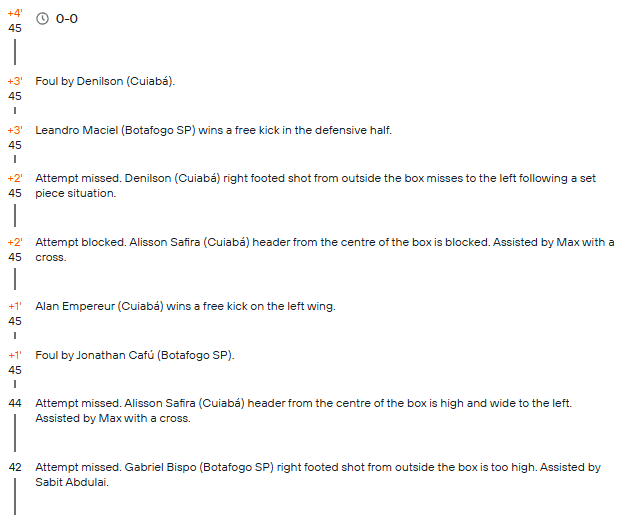 +4'
45
0-0
+3'
45
Foul by Denilson (Cuiabá).
+3'
45
Leandro Maciel (Botafogo SP) wins a free kick in the defensive half.
+2'
45
Attempt missed. Denilson (Cuiabá) right footed shot from outside the box misses to the left following a set
piece situation.
+2'
45
Attempt blocked. Alisson Safira (Cuiabá) header from the centre of the box is blocked. Assisted by Max with a
cross.
+1'
45
Alan Empereur (Cuiabá) wins a free kick on the left wing.
+1'
45
Foul by Jonathan Cafú (Botafogo SP).
44
Attempt missed. Alisson Safira (Cuiabá) header from the centre of the box is high and wide to the left.
Assisted by Max with a cross.
42
Attempt missed. Gabriel Bispo (Botafogo SP) right footed shot from outside the box is too high. Assisted by
Sabit Abdulai.